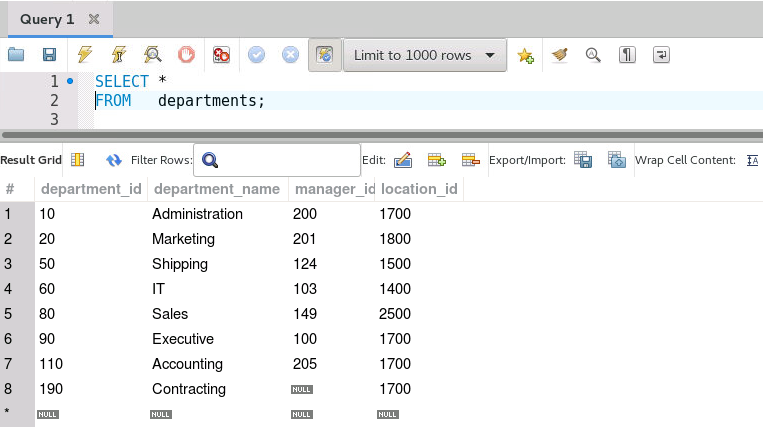 Query 1
Limit to 1000 rows
1 SELECT *
2 FROM   departments;
3
Result Grid Filter Rows: Edit: Export/Import: Wrap Cell Content: IA
# department_id department_name manager_id location_id
1 10 Administration 200 1700
2 20 Marketing 201 1800
3 50 Shipping 124 1500
4 60 IT 103 1400
5 80 Sales 149 2500
6 90 Executive 100 1700
7 110 Accounting 205 1700
8 190 Contracting NULL 1700
* NULL NULL NULL NULL